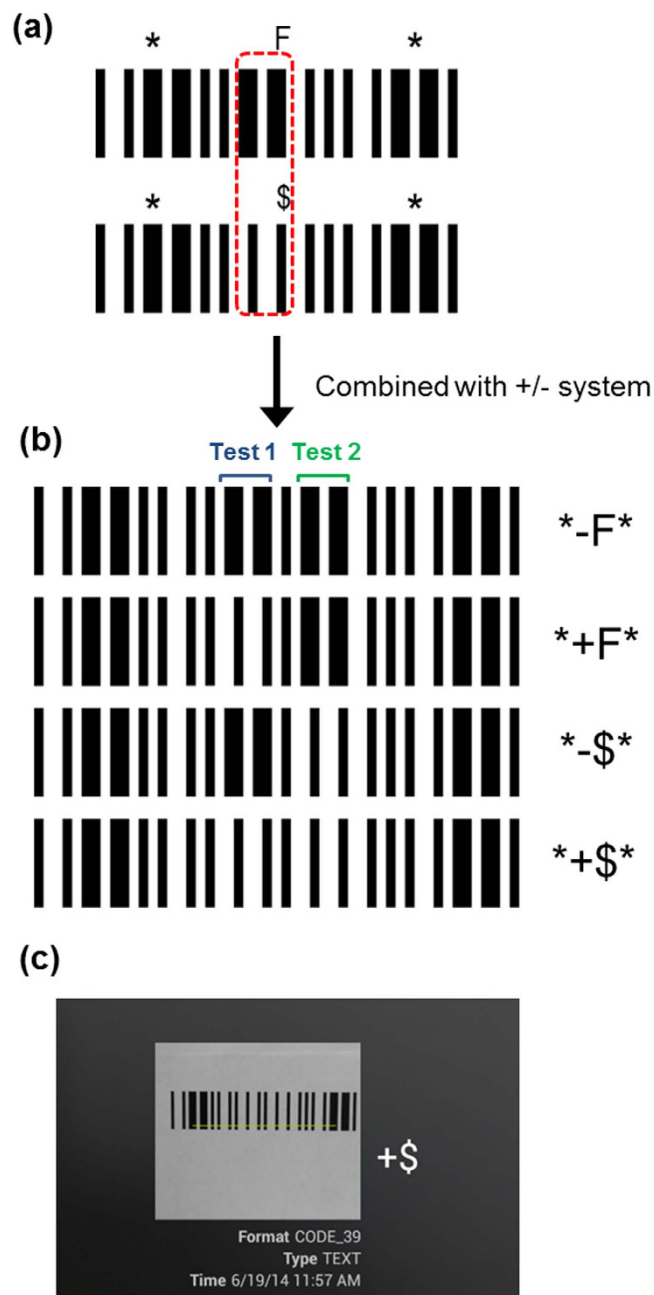 (a)
* F *
* $ *
Combined with +/- system
(b)
Test 1 Test 2
*-F*
*+F*
*-$*
*+$*
(c)
+$
Format CODE_39
Type TEXT
Time 6/19/14 11:57 AM